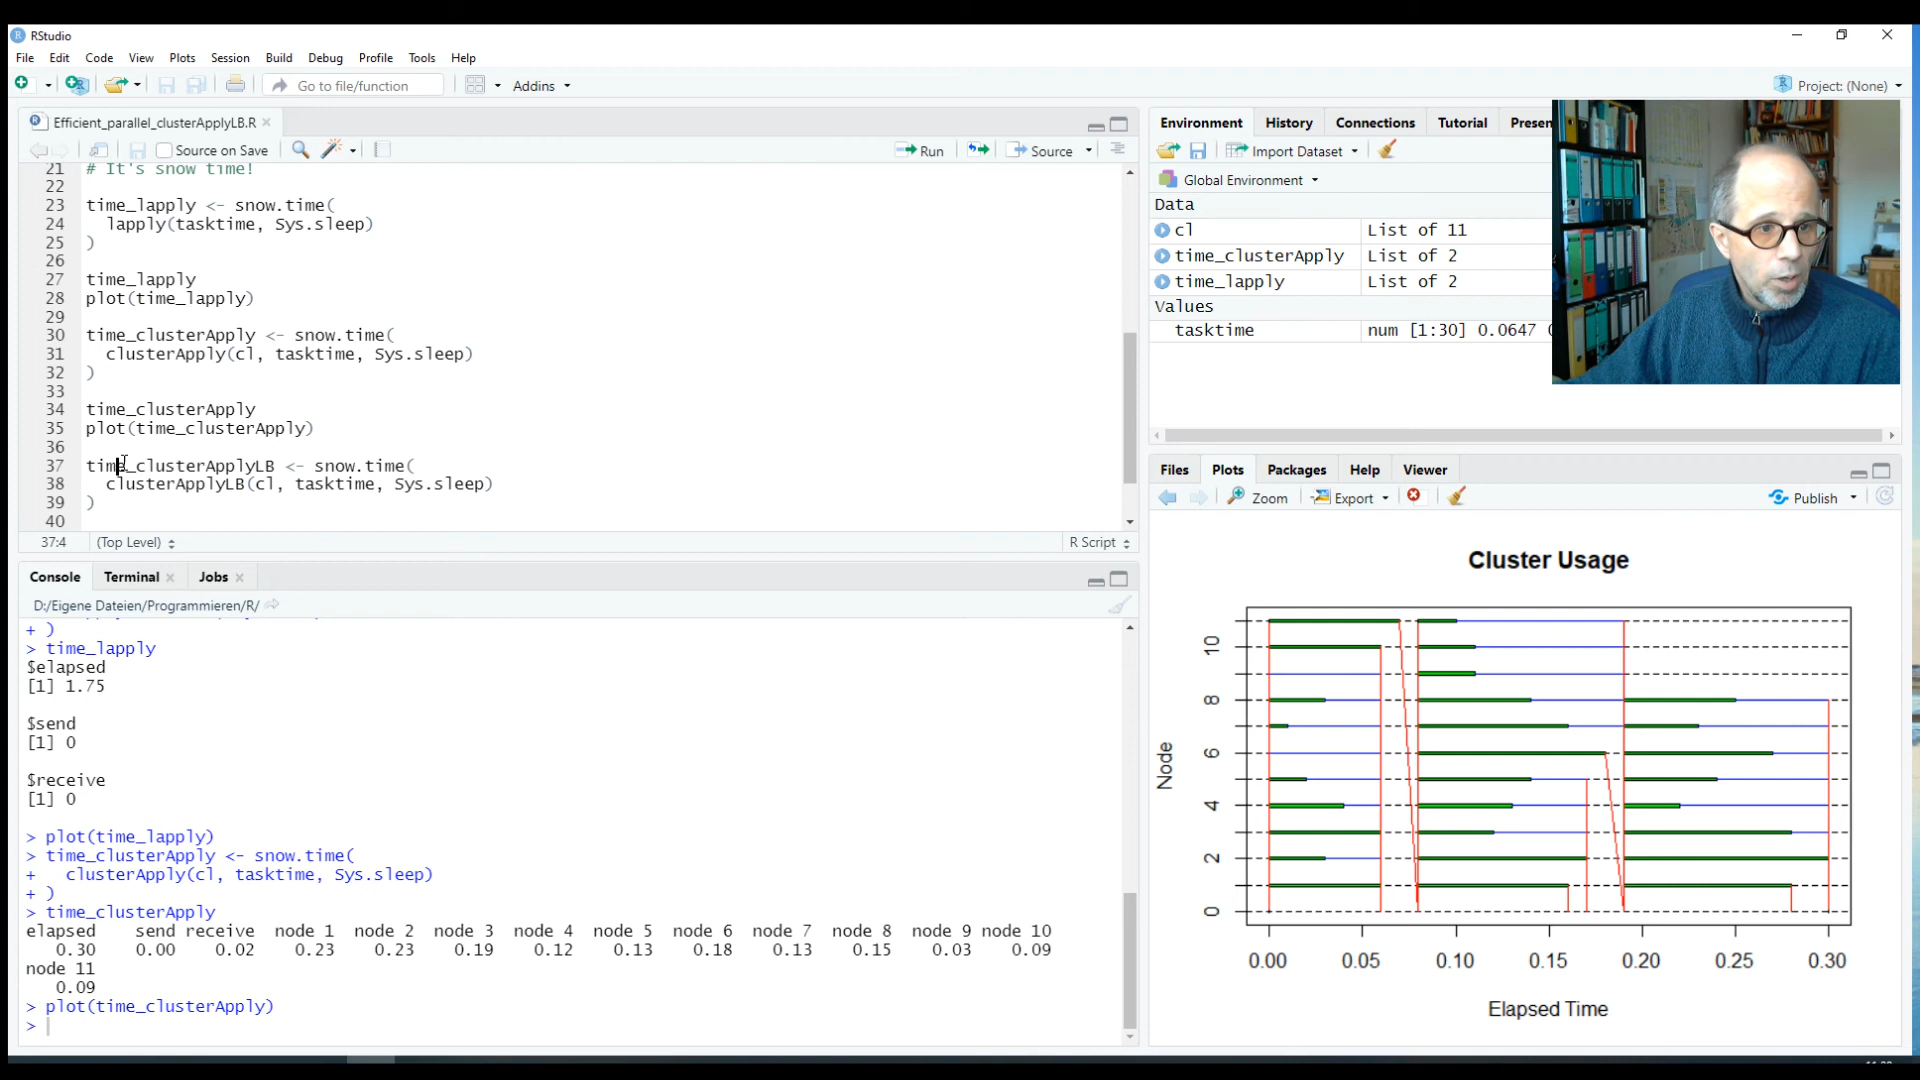 RStudio
File Edit Code View Plots Session Build Debug Profile Tools Help
Go to file/function Addins Project: (None)
Efficient_parallel_clusterApplyLB.R
Source on Save Run Source
21 # It's snow time!
22
23 time_lapply <- snow.time(
24 lapply(tasktime, Sys.sleep)
25 )
26
27 time_lapply
28 plot(time_lapply)
29
30 time_clusterApply <- snow.time(
31 clusterApply(cl, tasktime, Sys.sleep)
32 )
33
34 time_clusterApply
35 plot(time_clusterApply)
36
37 time_clusterApplyLB <- snow.time(
38 clusterApplyLB(cl, tasktime, Sys.sleep)
39 )
40
37:4 (Top Level) R Script
Console Terminal Jobs
D:/Eigene Dateien/Programmieren/R/
+ )
> time_lapply
$elapsed
[1] 1.75
$send
[1] 0
$receive
[1] 0
> plot(time_lapply)
> time_clusterApply <- snow.time(
+ clusterApply(cl, tasktime, Sys.sleep)
+ )
> time_clusterApply
elapsed send receive node 1 node 2 node 3 node 4 node 5 node 6 node 7 node 8 node 9 node 10
0.30 0.00 0.02 0.23 0.23 0.19 0.12 0.13 0.18 0.13 0.15 0.03 0.09
node 11
0.09
> plot(time_clusterApply)
>
Environment History Connections Tutorial Presen
Import Dataset
Global Environment
Data
cl List of 11
time_clusterApply List of 2
time_lapply List of 2
Values
tasktime num [1:30] 0.0647
Files Plots Packages Help Viewer
Zoom Export Publish
Cluster Usage
Node
10
8
6
4
2
0
0.00 0.05 0.10 0.15 0.20 0.25 0.30
Elapsed Time